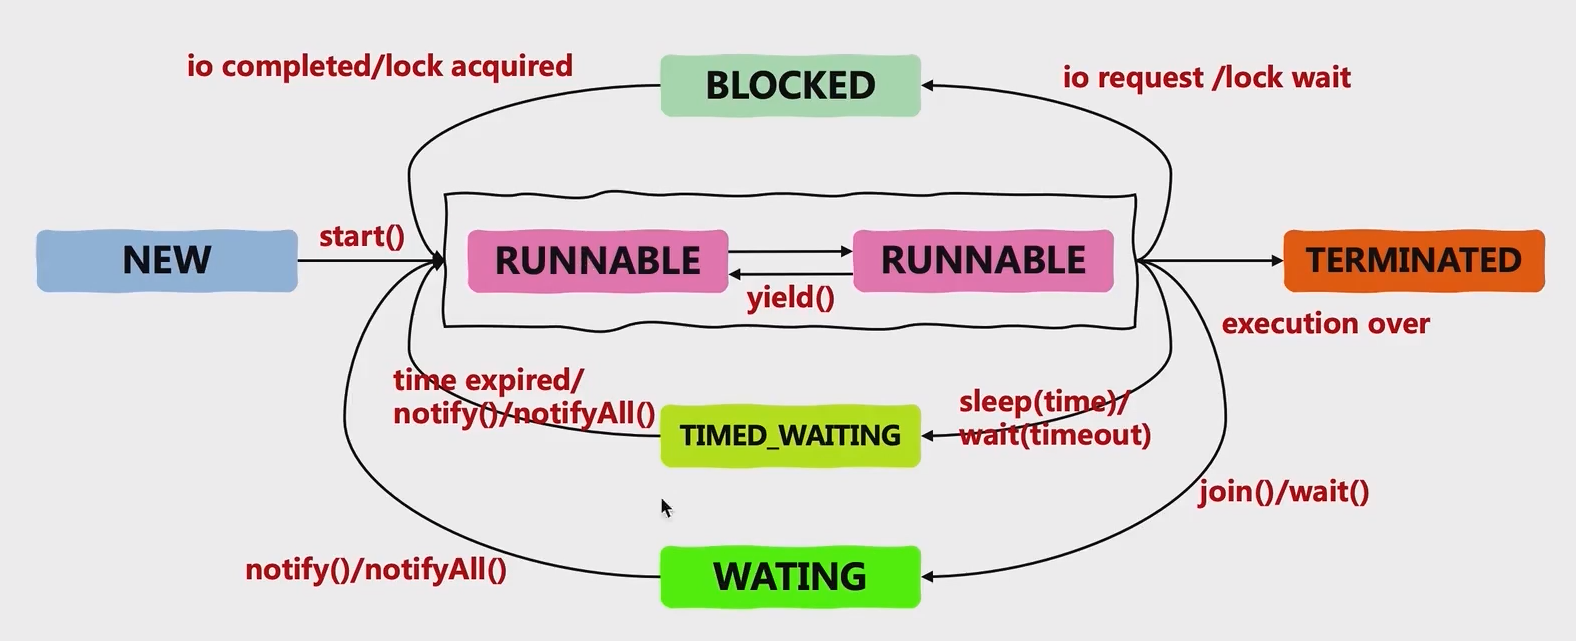 io completed/lock acquired
BLOCKED
io request /lock wait
NEW
start()
RUNNABLE
RUNNABLE
yield()
TERMINATED
execution over
time expired/
notify()/notifyAll()
TIMED_WAITING
sleep(time)/
wait(timeout)
join()/wait()
notify()/notifyAll()
WATING